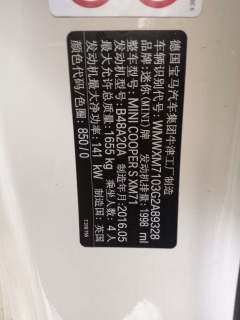 德国宝马汽车集团牛津工厂 制造
车辆识别代号: WMWXM7103G2A89328
品牌: 迷你(MINI)牌 发动机排量: 1998 ml
整车型号: MINI COOPER S XM71
发动机型号: B48A20A 制造年月: 2016.05
最大允许总质量: 1655 kg 乘坐人数: 4人
发动机最大净功率: 141 kW 制造国: 英国
颜色代码/色圈: 850/0